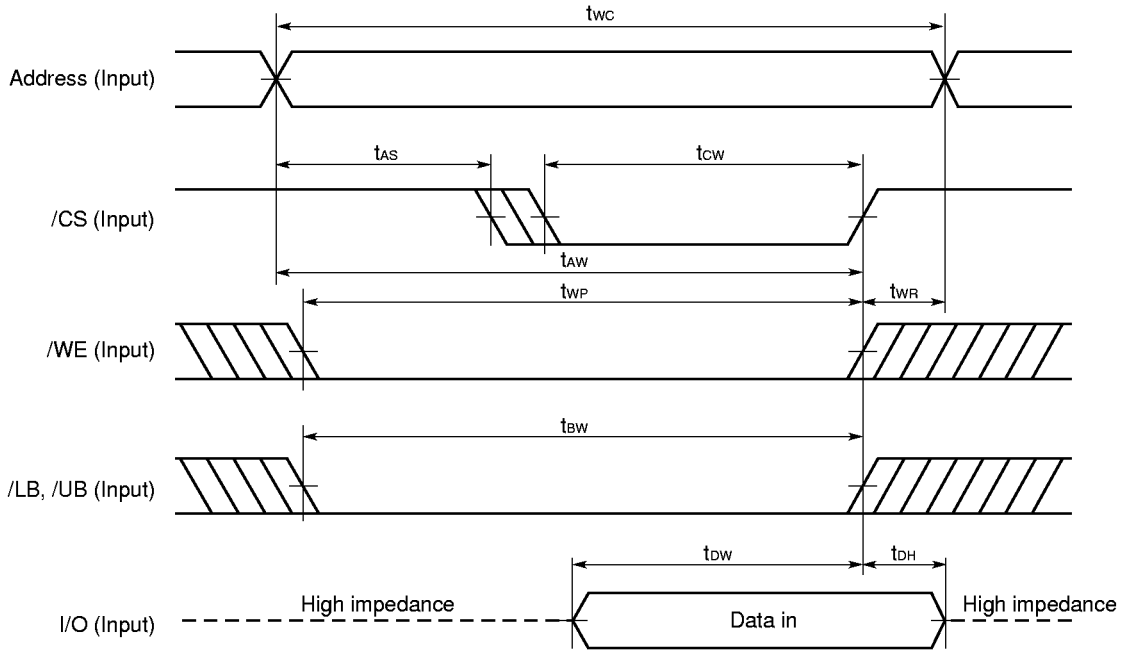 tWC
Address (Input)
tAS
tCW
/CS (Input)
tAW
tWP
tWR
/WE (Input)
tBW
/LB, /UB (Input)
tDW
tDH
High impedance
Data in
High impedance
I/O (Input)